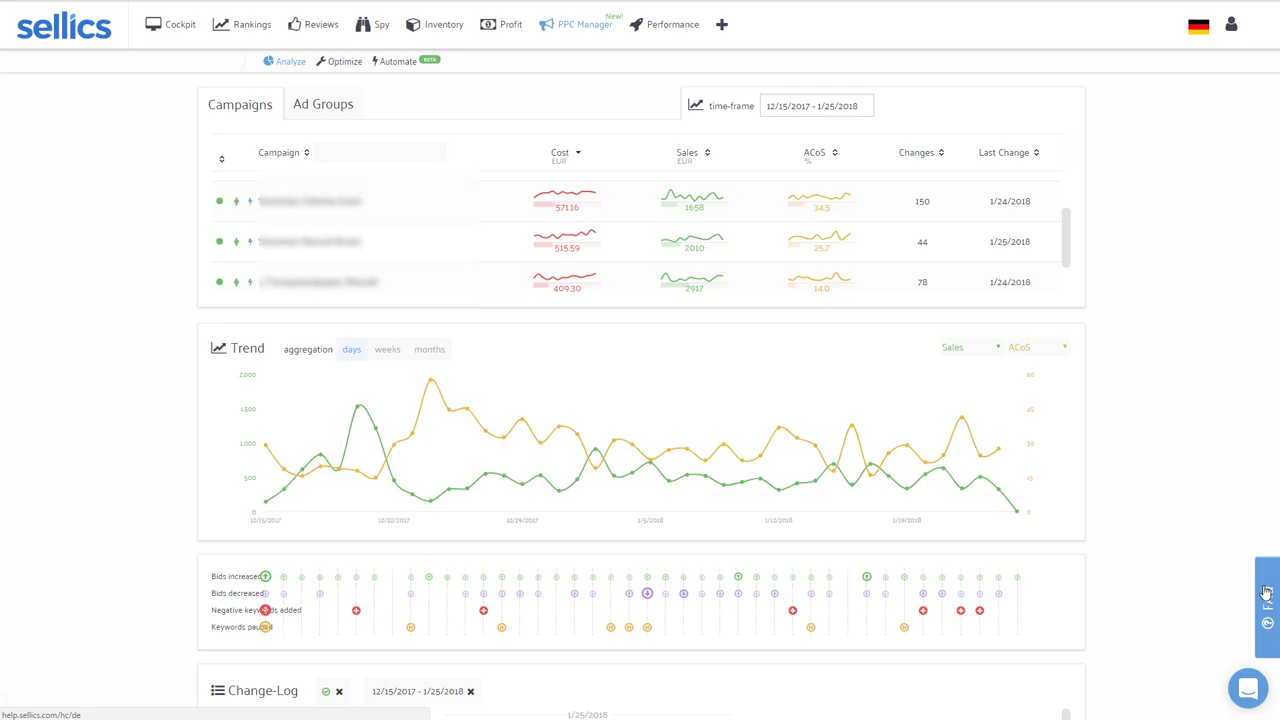 sellics
Cockpit Rankings Reviews Spy Inventory Profit PPC Manager New! Performance
Analyze Optimize Automate BETA
Campaigns Ad Groups time-frame 12/15/2017 - 1/25/2018
Campaign Cost EUR Sales EUR ACoS % Changes Last Change
571.16 1658 34.5 150 1/24/2018
515.59 2010 25.7 44 1/25/2018
409.30 2917 14.0 78 1/24/2018
Trend aggregation days weeks months Sales ACoS
2,000 60
1,500 45
1,000 30
500 15
0 0
12/15/2017 12/22/2017 12/29/2017 1/5/2018 1/12/2018 1/19/2018
Bids increased
Bids decreased
Negative keywords added
Keywords paused
Change-Log 12/15/2017 - 1/25/2018
1/25/2018
help.sellics.com/hc/de